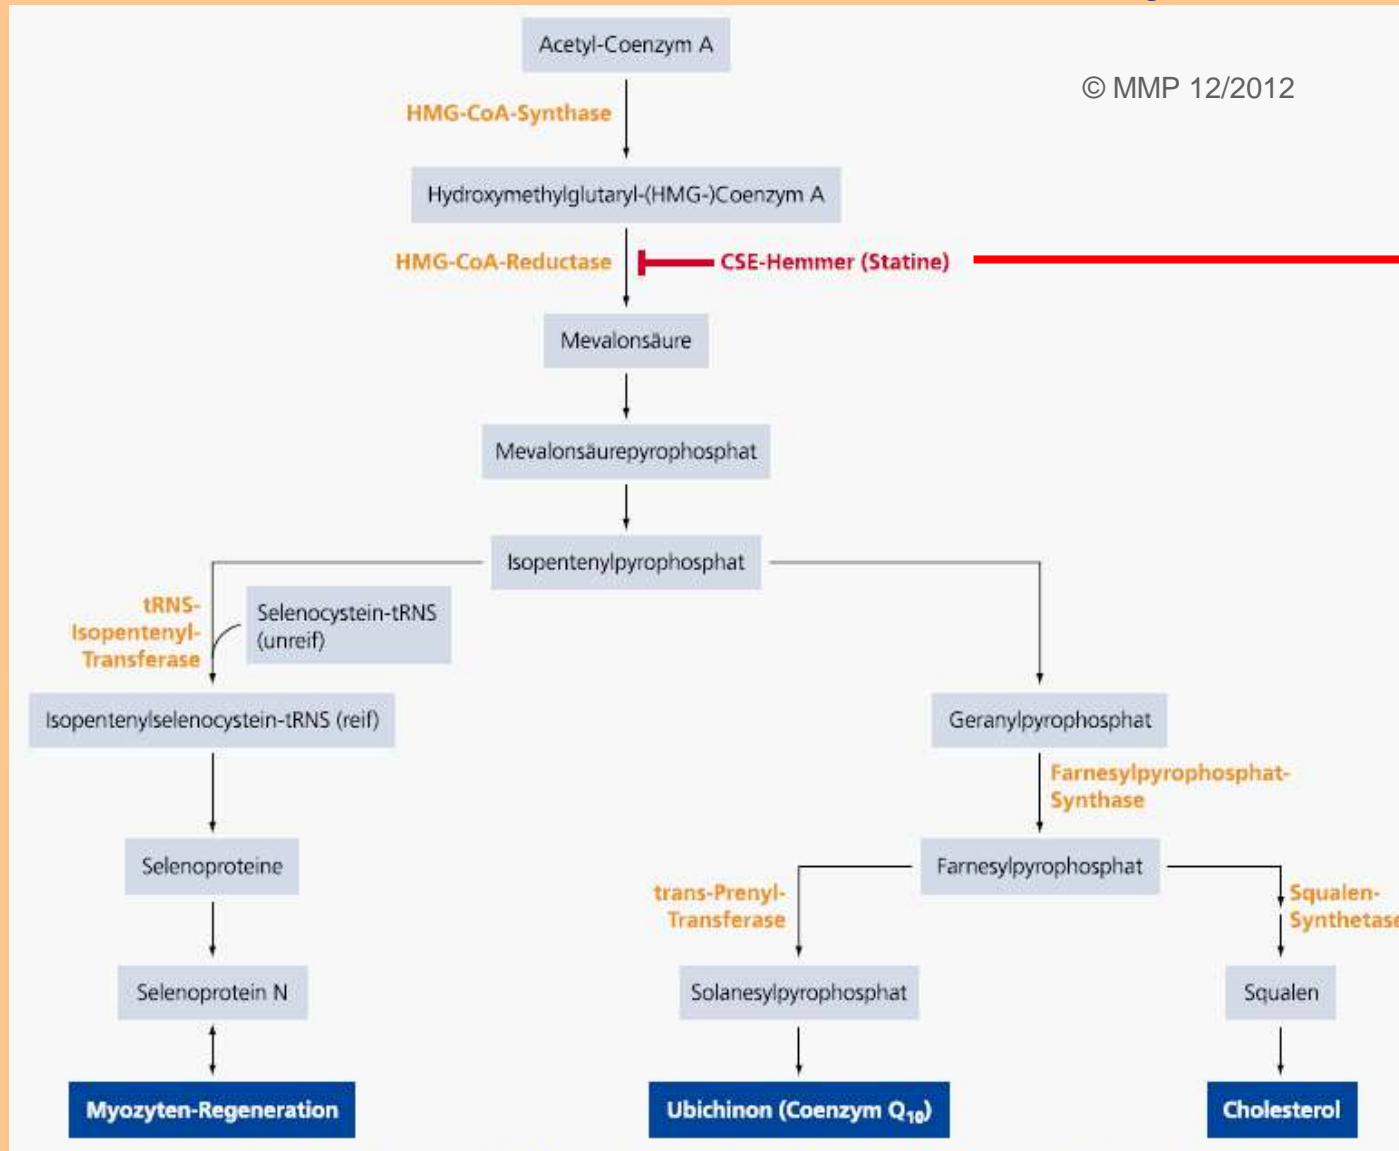 Acetyl-Coenzym A
© MMP 12/2012
HMG-CoA-Synthase
Hydroxymethylglutaryl-(HMG-)Coenzym A
HMG-CoA-Reductase
CSE-Hemmer (Statine)
Mevalonsäure
Mevalonsäurepyrophosphat
Isopentenylpyrophosphat
tRNS-
Isopentenyl-
Transferase
Selenocystein-tRNS
(unreif)
Isopentenylselenocystein-tRNS (reif)
Geranylpyrophosphat
Farnesylpyrophosphat-
Synthase
Selenoproteine
Farnesylpyrophosphat
trans-Prenyl-
Transferase
Squalen-
Synthetase
Selenoprotein N
Solanesylpyrophosphat
Squalen
Myozyten-Regeneration
Ubichinon (Coenzym Q₁₀)
Cholesterol